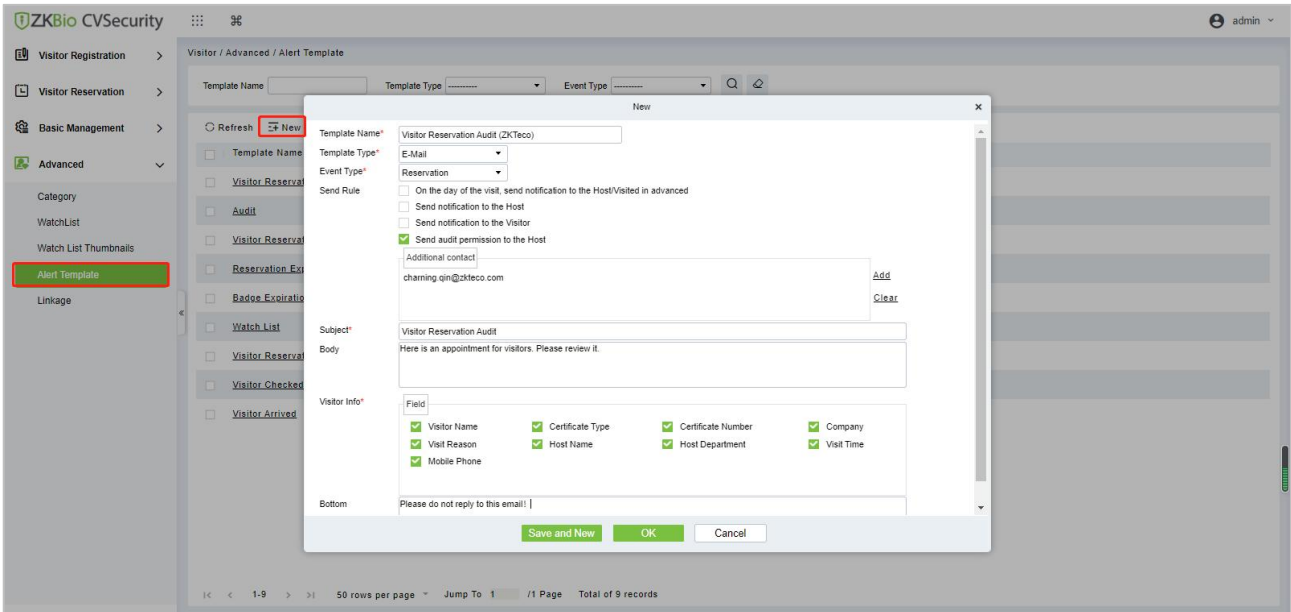 ZKBio CVSecurity
admin
Visitor Registration
Visitor Reservation
Basic Management
Advanced
Category
WatchList
Watch List Thumbnails
Alert Template
Linkage
Visitor / Advanced / Alert Template
Template Name Template Type ---------- Event Type ----------
Refresh New
Template Name
Visitor Reservat
Audit
Visitor Reservat
Reservation Exp
Badge Expiratio
Watch List
Visitor Reservat
Visitor Checked
Visitor Arrived
New
Template Name* Visitor Reservation Audit (ZKTeco)
Template Type* E-Mail
Event Type* Reservation
Send Rule On the day of the visit, send notification to the Host/Visited in advanced
Send notification to the Host
Send notification to the Visitor
Send audit permission to the Host
Additional contact
charning.qin@zkteco.com
Add
Clear
Subject* Visitor Reservation Audit
Body Here is an appointment for visitors. Please review it.
Visitor Info* Field
Visitor Name Certificate Type Certificate Number Company
Visit Reason Host Name Host Department Visit Time
Mobile Phone
Bottom Please do not reply to this email!
Save and New OK Cancel
1-9 50 rows per page Jump To 1 /1 Page Total of 9 records